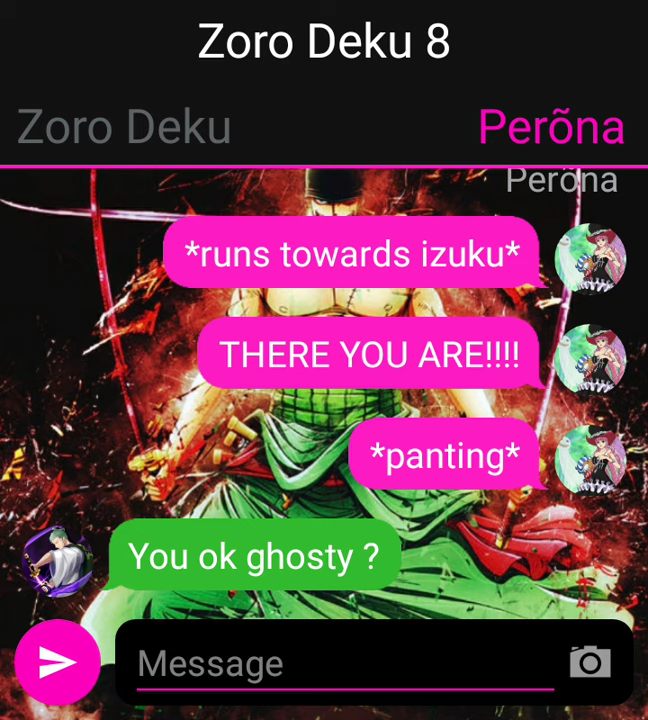 Zoro Deku 8
Zoro Deku
Perõna
Perõna
*runs towards izuku*
THERE YOU ARE!!!!
*panting*
You ok ghosty ?
Message